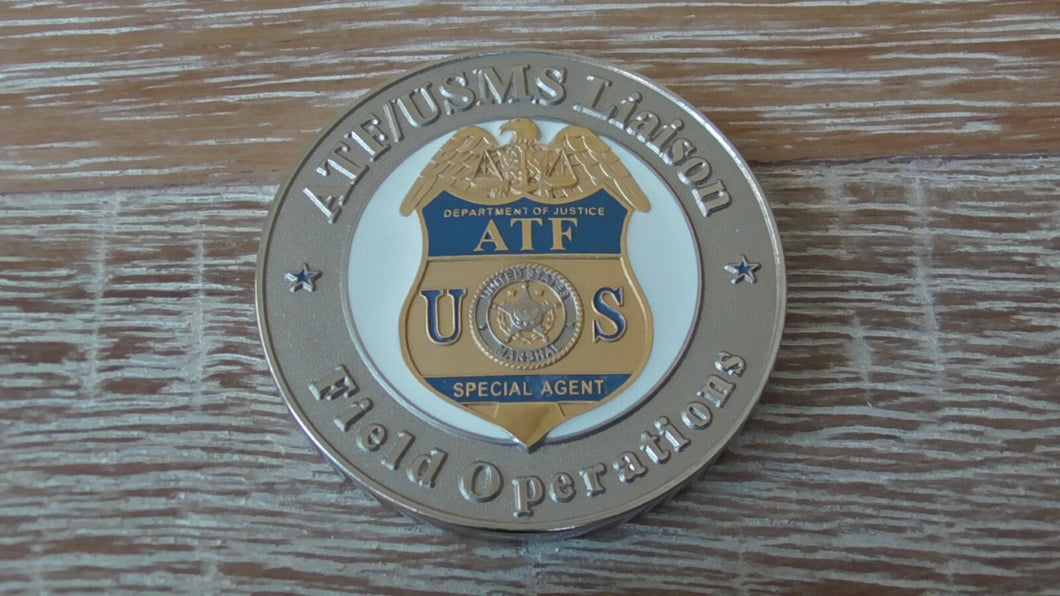 ATF/USMS Liaison
DEPARTMENT OF JUSTICE
ATF
U S
UNITED STATES
MARSHAL
SPECIAL AGENT
Field Operations